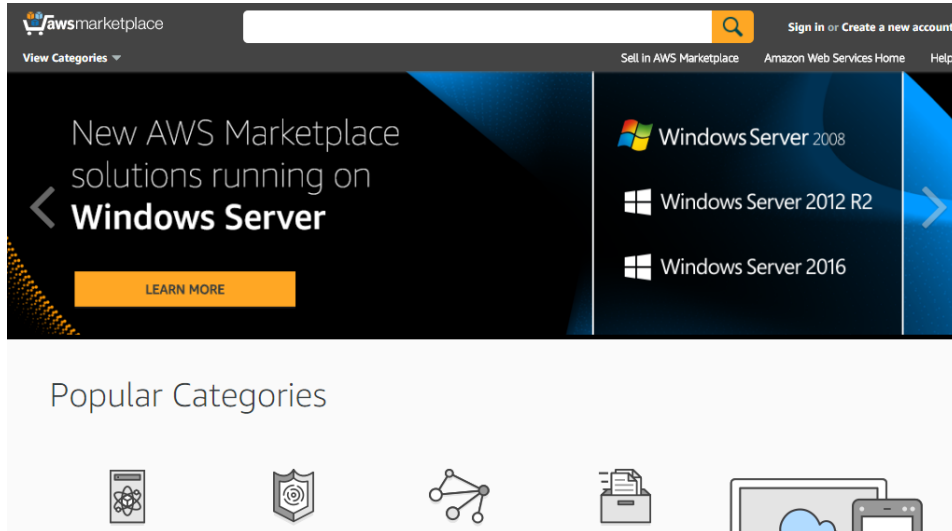 awsmarketplace
Sign in or Create a new account
View Categories
Sell in AWS Marketplace
Amazon Web Services Home
Help
New AWS Marketplace
solutions running on
Windows Server
LEARN MORE
Windows Server 2008
Windows Server 2012 R2
Windows Server 2016
Popular Categories